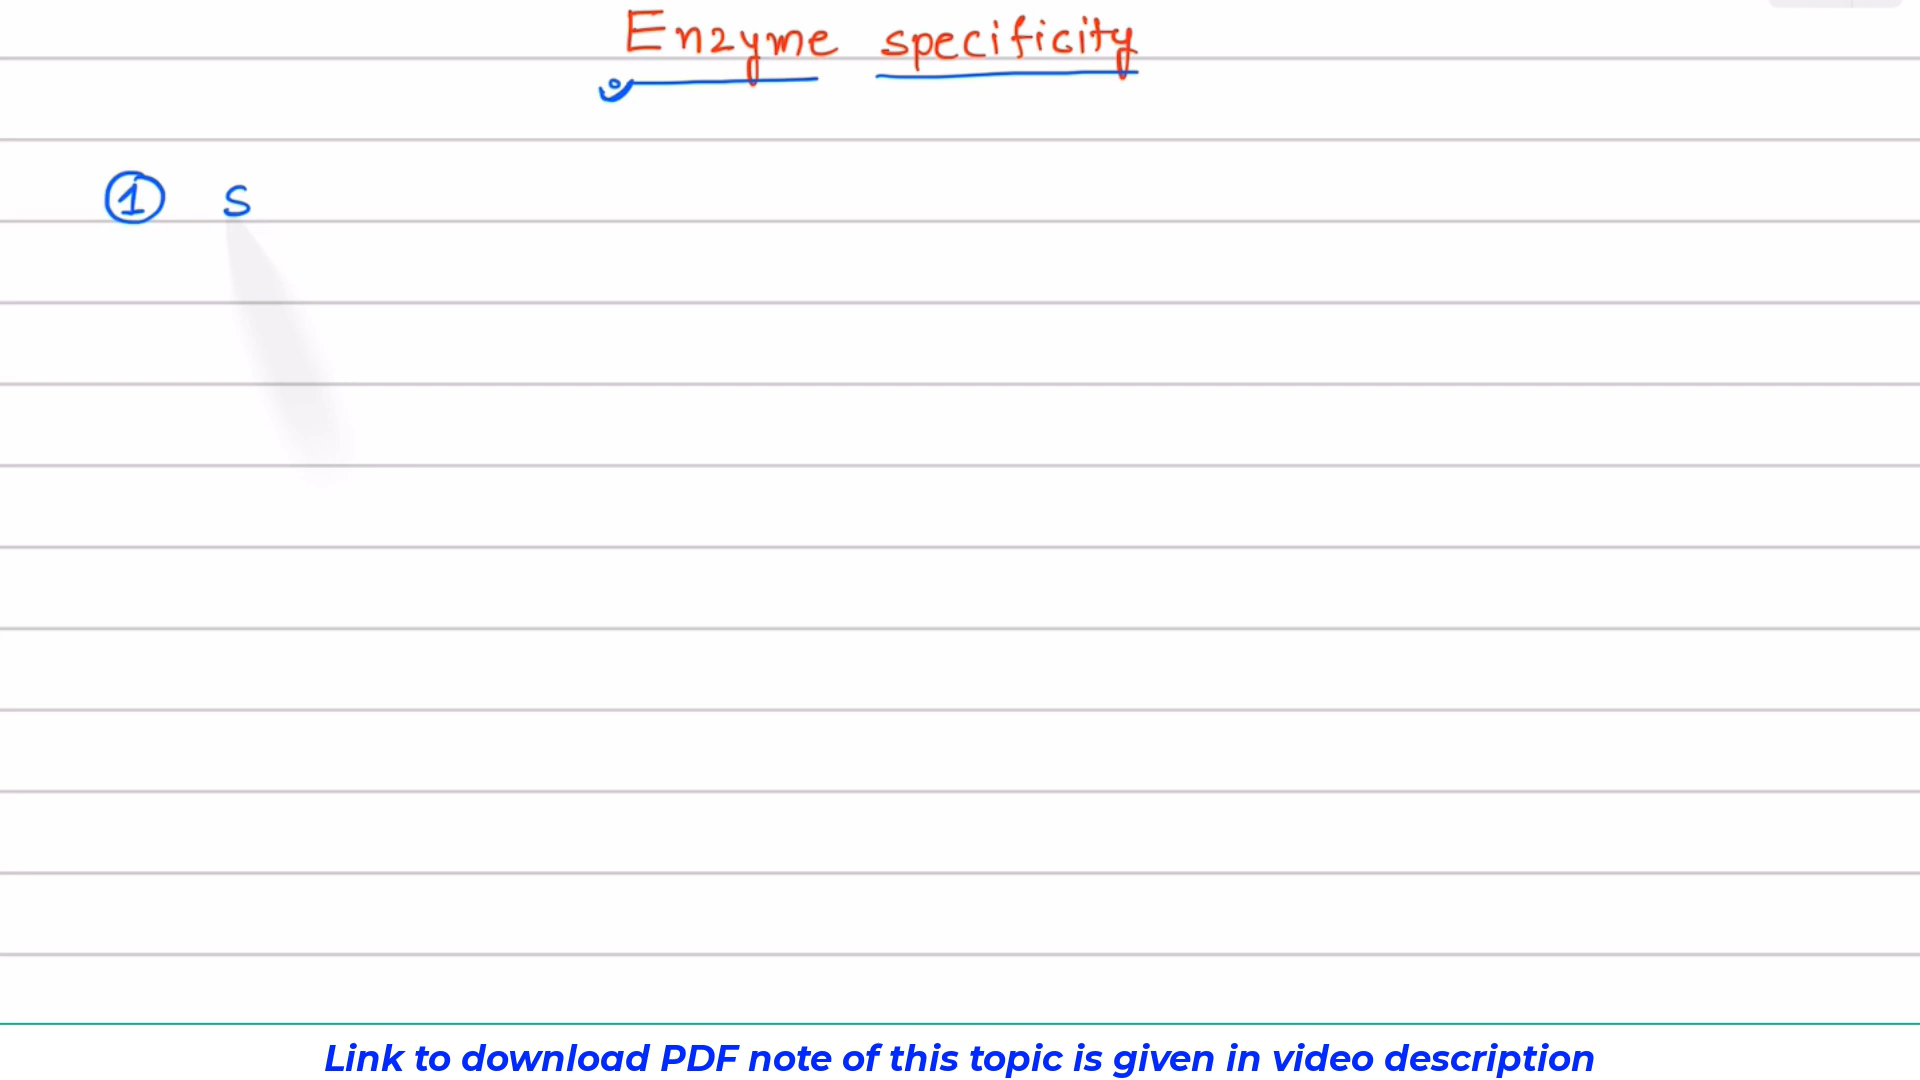 Enzyme specificity
① s
Link to download PDF note of this topic is given in video description